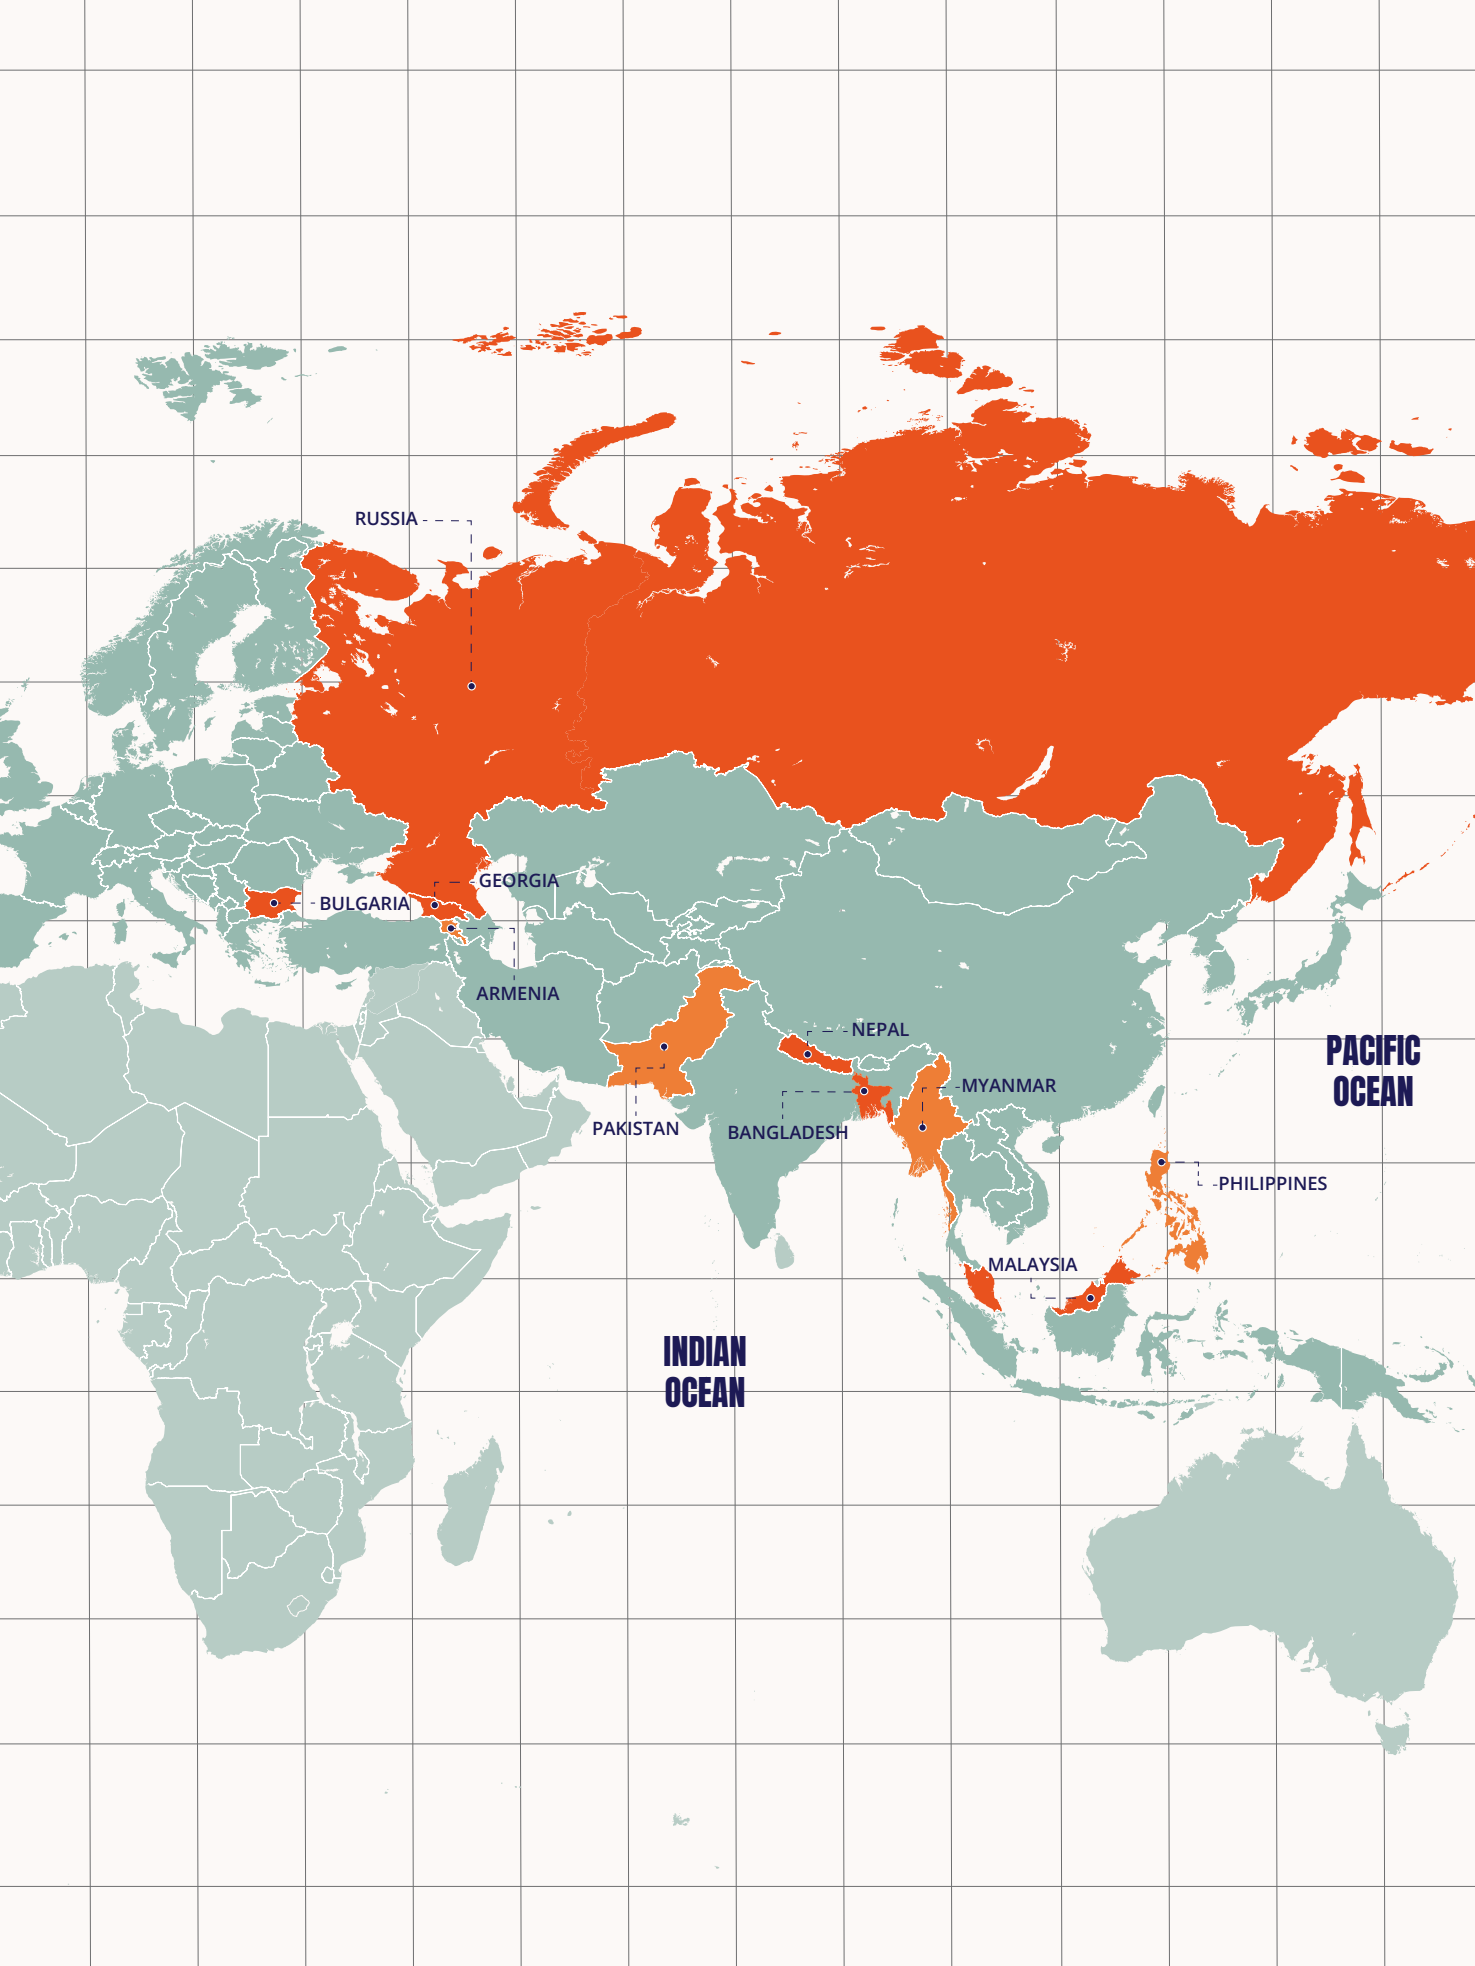 RUSSIA
GEORGIA
BULGARIA
ARMENIA
NEPAL
PACIFIC
OCEAN
MYANMAR
PAKISTAN
BANGLADESH
PHILIPPINES
MALAYSIA
INDIAN
OCEAN